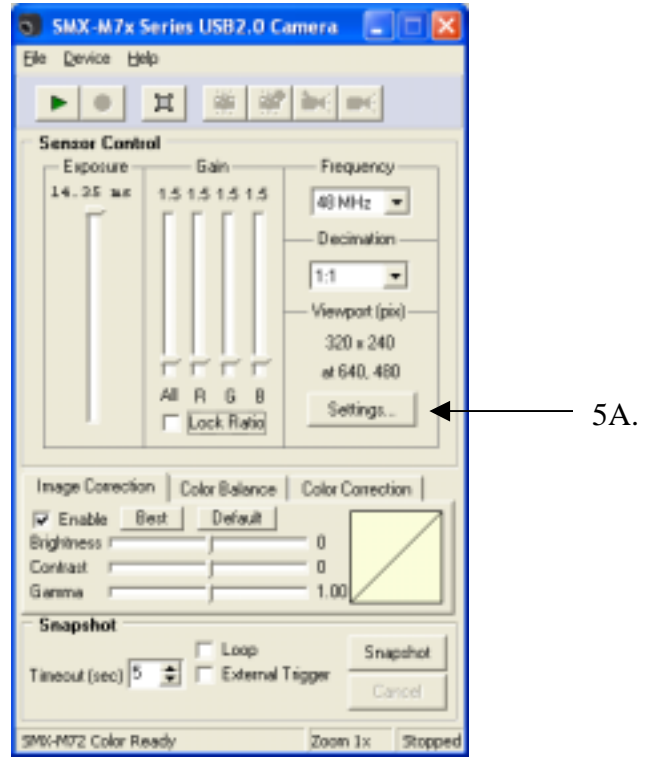 SMX-M7x Series USB2.0 Camera
File Device Help
Sensor Control
Exposure Gain Frequency
14.35 ms 1.5 1.5 1.5 1.5
48 MHz
Decimation
1:1
Viewport (pix)
320 x 240
at 640, 480
All R G B
Settings...
5A.
Lock Ratio
Image Correction Color Balance Color Correction
Enable Best Default
Brightness 0
Contrast 0
Gamma 1.00
Snapshot
Loop
Snapshot
Timeout (sec) 5 External Trigger
Cancel
SMX-M72 Color Ready Zoom 1x Stopped